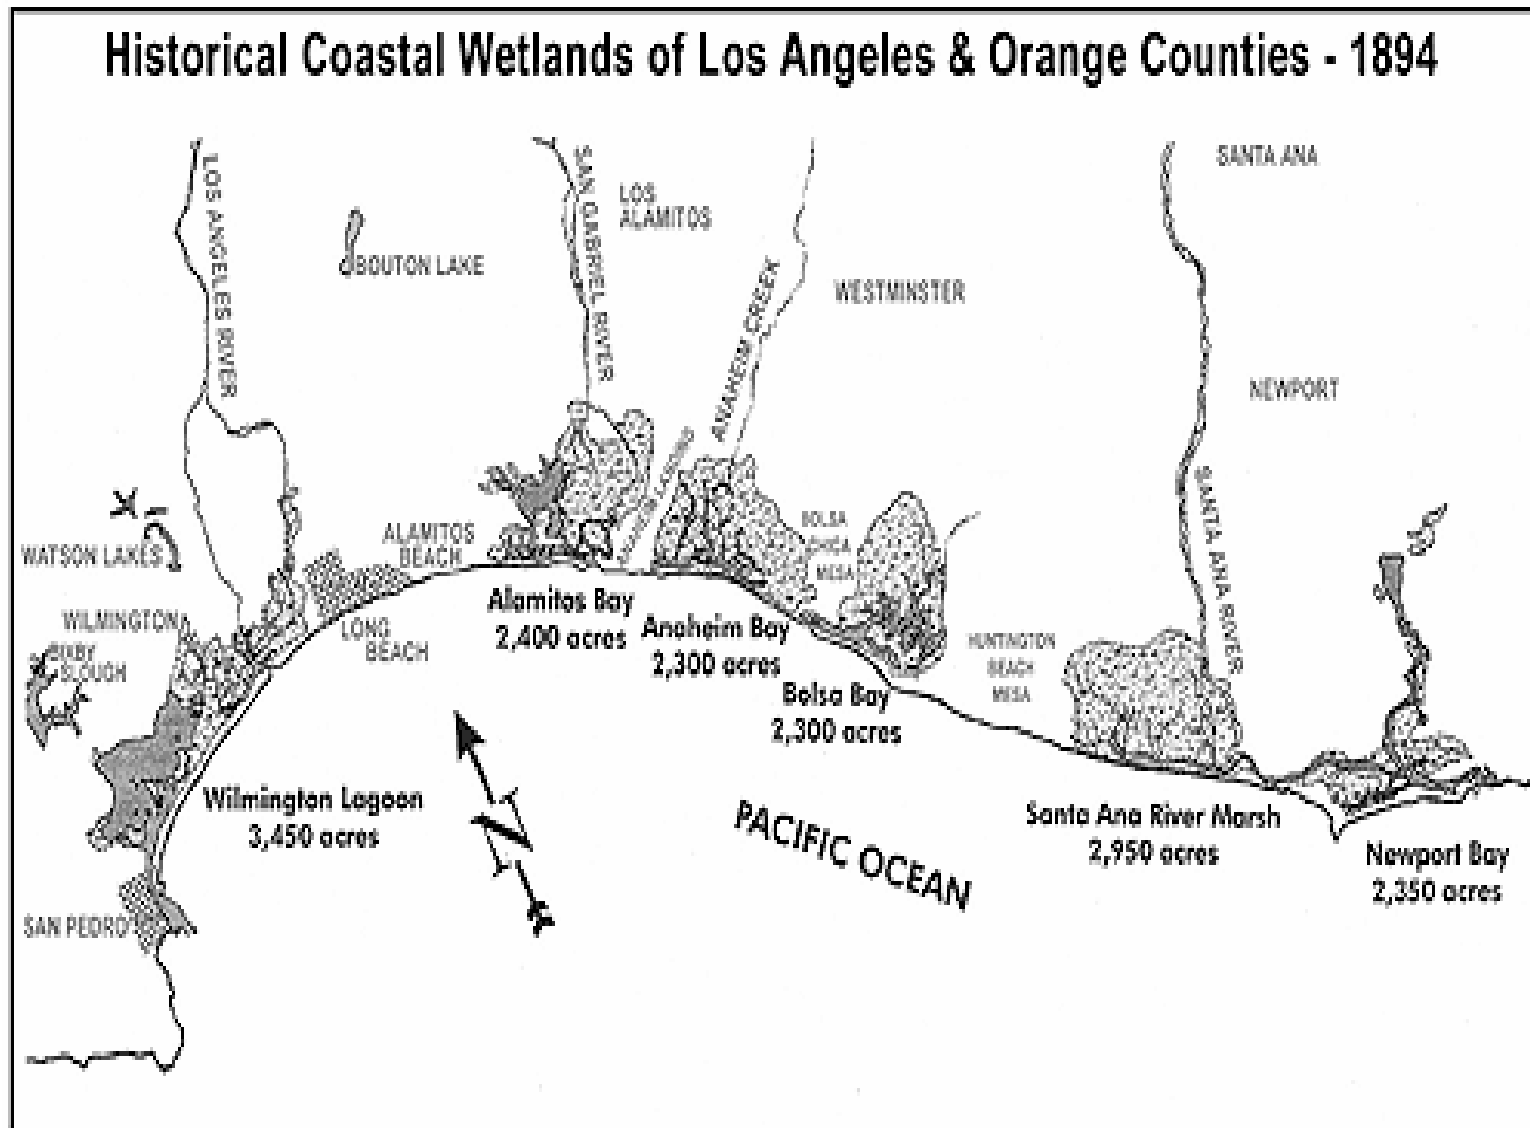 Historical Coastal Wetlands of Los Angeles & Orange Counties - 1894
LOS ANGELES RIVER
BOUTON LAKE
SAN GABRIEL RIVER
LOS
ALAMITOS
ANAHEIM CREEK
WESTMINSTER
SANTA ANA
NEWPORT
SANTA ANA RIVER
WATSON LAKES
ALAMITOS
BEACH
ANAHEIM LANDING
BOLSA
CHICA
MESA
WILMINGTON
BIXBY
SLOUGH
LONG
BEACH
Alamitos Bay
2,400 acres
Anaheim Bay
2,300 acres
Bolsa Bay
2,300 acres
HUNTINGTON
BEACH
MESA
Wilmington Lagoon
3,450 acres
N
PACIFIC OCEAN
Santa Ana River Marsh
2,950 acres
Newport Bay
2,350 acres
SAN PEDRO